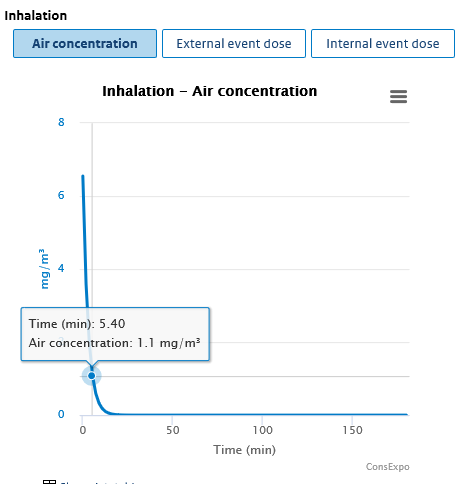 Inhalation
Air concentration External event dose Internal event dose
Inhalation – Air concentration
8
6
4
mg/m³
Time (min): 5.40
Air concentration: 1.1 mg/m³
0
0 50 100 150
Time (min)
ConsExpo